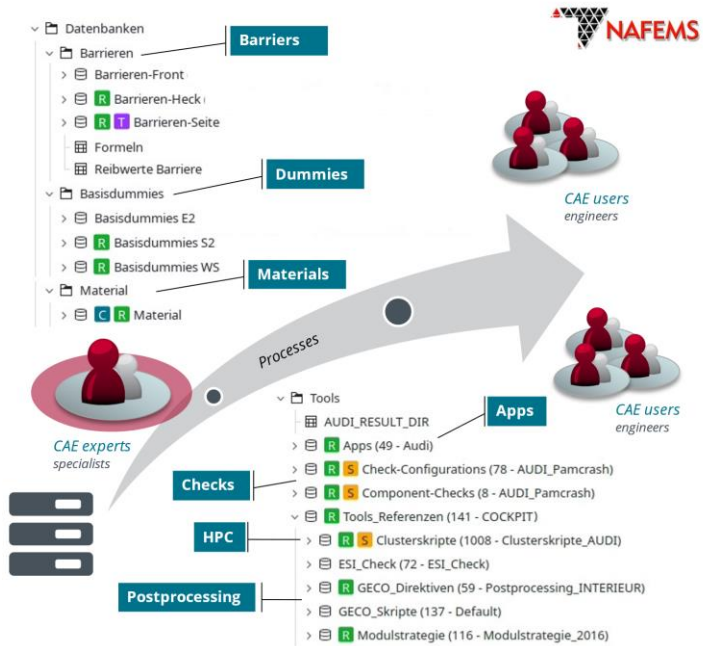 NAFEMS
Datenbanken
Barriers
Barrieren
Barrieren-Front
R Barrieren-Heck
R T Barrieren-Seite
Formeln
Reibwerte Barriere
Dummies
Basisdummies
Basisdummies E2
R Basisdummies S2
R Basisdummies WS
Materials
Material
C R Material
CAE users
engineers
Processes
CAE experts
specialists
CAE users
engineers
Tools
Apps
AUDI_RESULT_DIR
R Apps (49 - Audi)
Checks
R S Check-Configurations (78 - AUDI_Pamcrash)
R S Component-Checks (8 - AUDI_Pamcrash)
R Tools_Referenzen (141 - COCKPIT)
HPC
R S Clusterskripte (1008 - Clusterskripte_AUDI)
ESI_Check (72 - ESI_Check)
Postprocessing
R GECO_Direktiven (59 - Postprocessing_INTERIEUR)
GECO_Skripte (137 - Default)
R Modulstrategie (116 - Modulstrategie_2016)